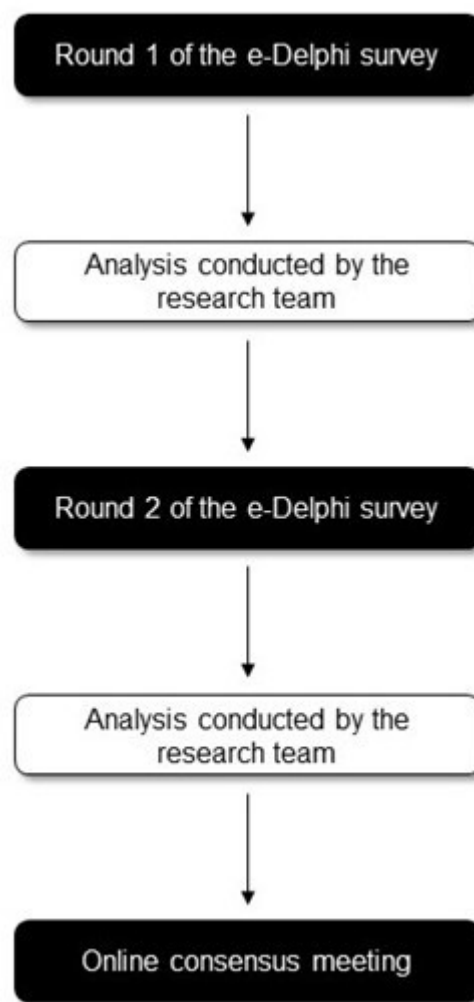 Round 1 of the e-Delphi survey
Analysis conducted by the
research team
Round 2 of the e-Delphi survey
Analysis conducted by the
research team
Online consensus meeting